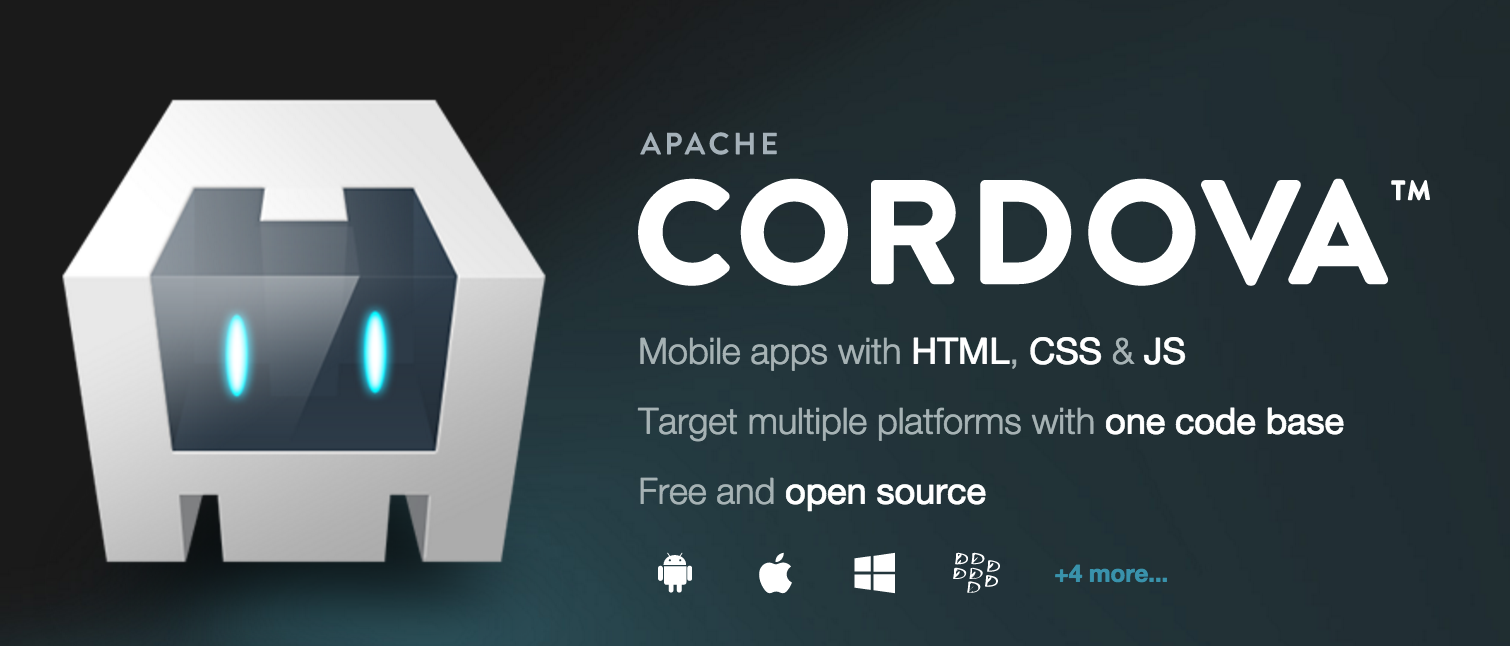 APACHE
CORDOVA™
Mobile apps with HTML, CSS & JS
Target multiple platforms with one code base
Free and open source
+4 more...